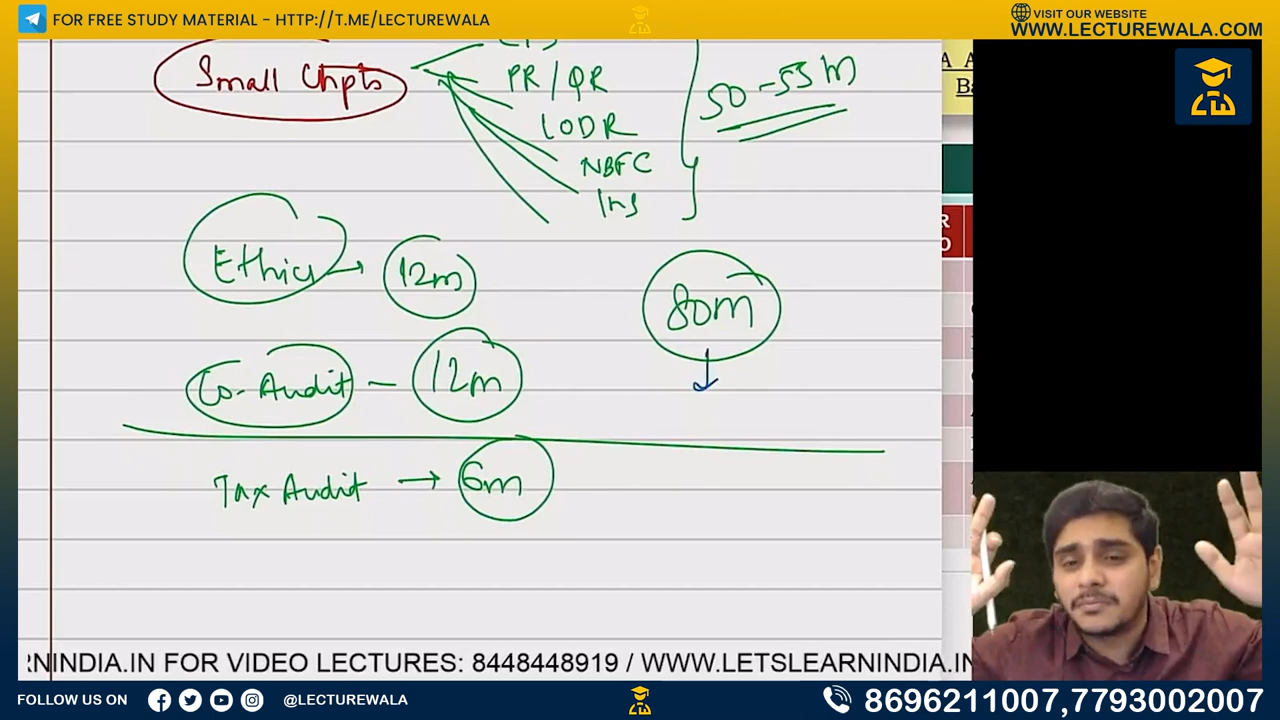 FOR FREE STUDY MATERIAL - HTTP://T.ME/LECTUREWALA
VISIT OUR WEBSITE
WWW.LECTUREWALA.COM
Small Chpts
PR/QR
LODR
NBFC
Ins
50-55m
Ethics → 12m
80m
Co-Audit - 12m
Tax Audit → 6m
RNINDIA.IN FOR VIDEO LECTURES: 8448448919 / WWW.LETSLEARNINDIA.IN
FOLLOW US ON
@LECTUREWALA
8696211007,7793002007